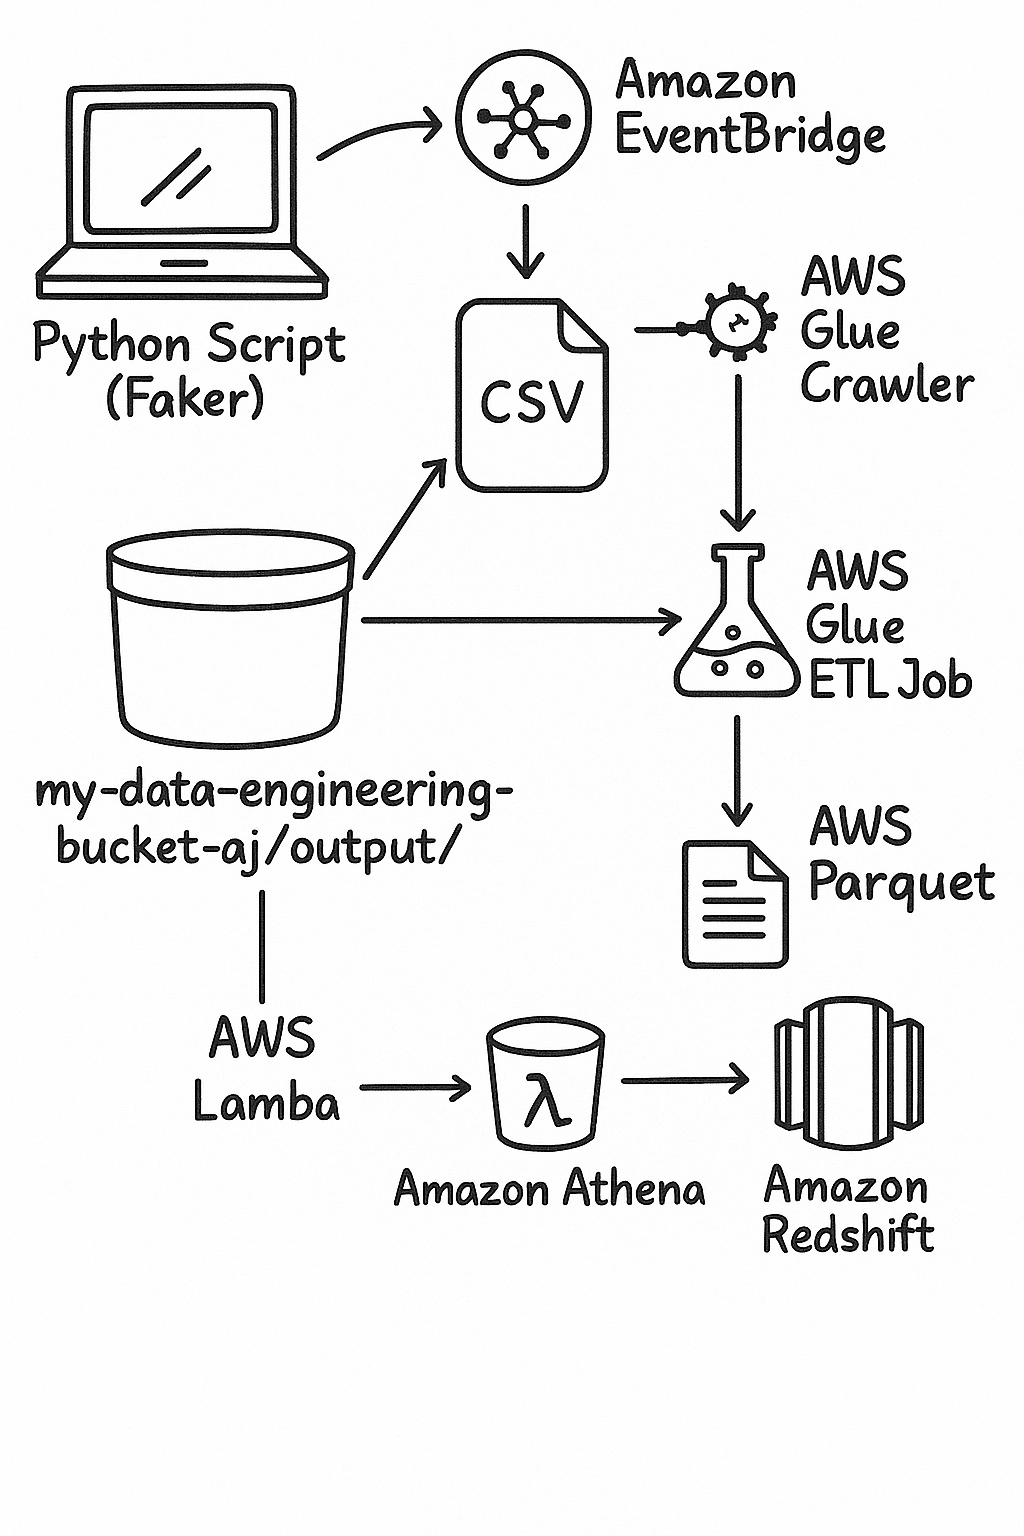 Amazon
EventBridge
Python Script
(Faker)
CSV
AWS
Glue
Crawler
AWS
Glue
ETL Job
my-data-engineering-
bucket-aj/output/
AWS
Parquet
AWS
Lamba
λ
Amazon Athena
Amazon
Redshift